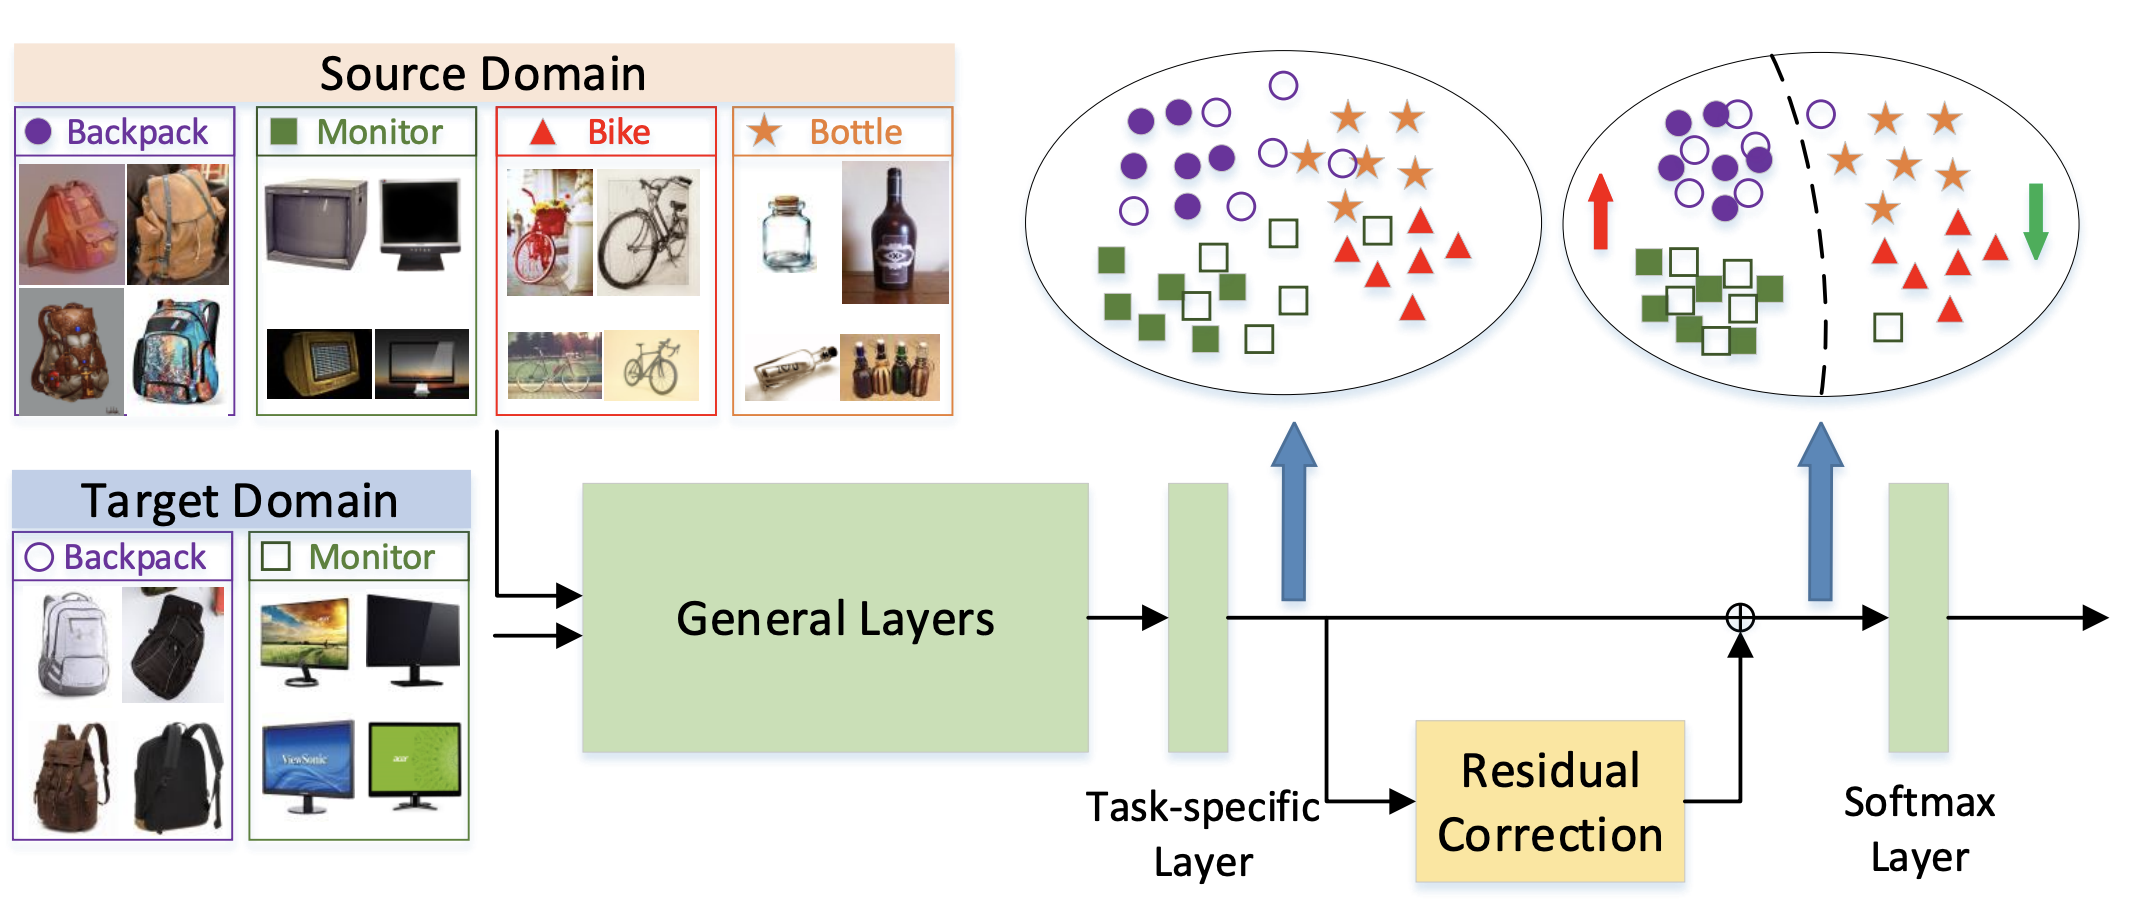 Source Domain
Backpack
Monitor
Bike
Bottle
Target Domain
Backpack
Monitor
ViewSonic
acer
General Layers
Task-specific
Layer
Residual
Correction
Softmax
Layer